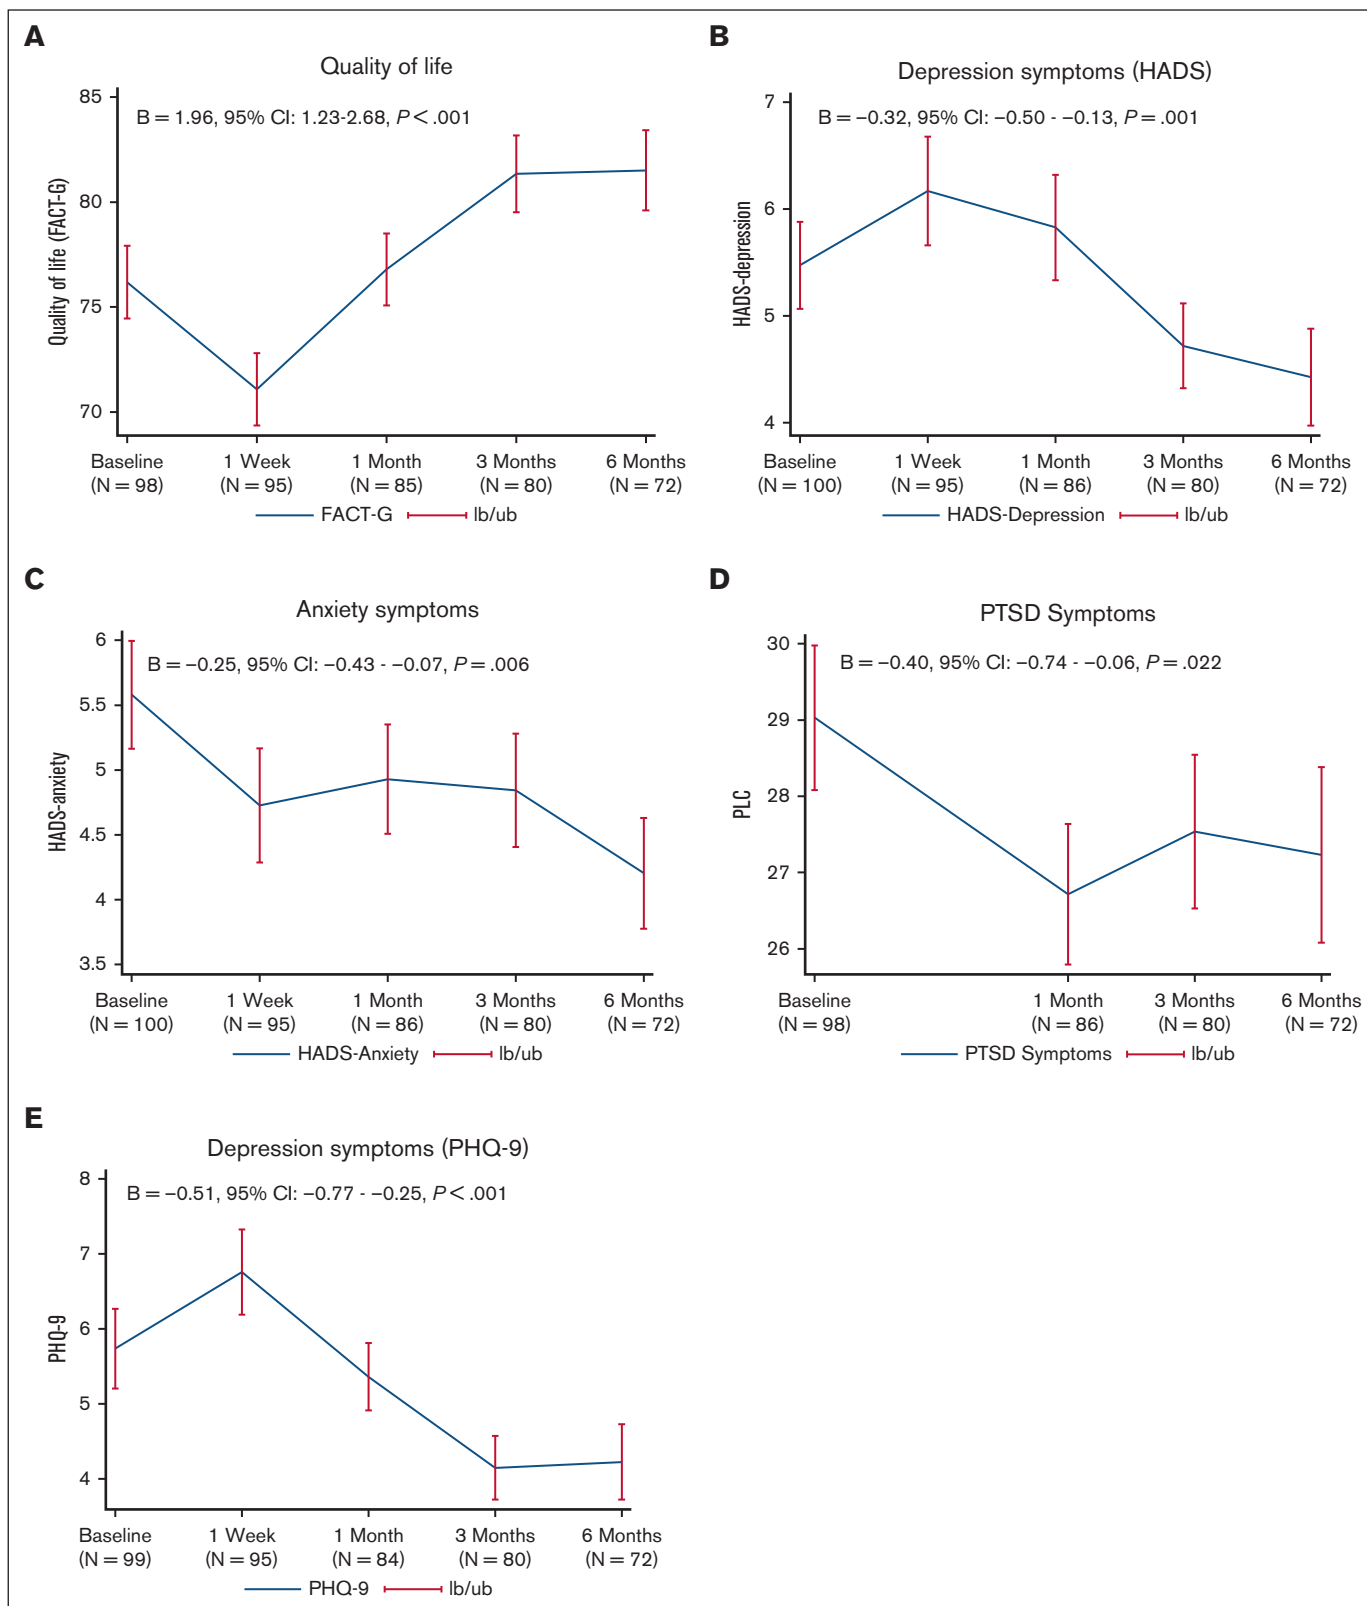 A
Quality of life
B = 1.96, 95% CI: 1.23-2.68, P < .001
Quality of life (FACT-G)
85
80
75
70
Baseline 1 Week 1 Month 3 Months 6 Months
(N = 98) (N = 95) (N = 85) (N = 80) (N = 72)
FACT-G lb/ub
B
Depression symptoms (HADS)
B = –0.32, 95% CI: –0.50 - –0.13, P = .001
HADS-depression
7
6
5
4
Baseline 1 Week 1 Month 3 Months 6 Months
(N = 100) (N = 95) (N = 86) (N = 80) (N = 72)
HADS-Depression lb/ub
C
Anxiety symptoms
B = –0.25, 95% CI: –0.43 - –0.07, P = .006
HADS-anxiety
6
5.5
5
4.5
4
3.5
Baseline 1 Week 1 Month 3 Months 6 Months
(N = 100) (N = 95) (N = 86) (N = 80) (N = 72)
HADS-Anxiety lb/ub
D
PTSD Symptoms
B = –0.40, 95% CI: –0.74 - –0.06, P = .022
PLC
30
29
28
27
26
Baseline 1 Month 3 Months 6 Months
(N = 98) (N = 86) (N = 80) (N = 72)
PTSD Symptoms lb/ub
E
Depression symptoms (PHQ-9)
B = –0.51, 95% CI: –0.77 - –0.25, P < .001
PHQ-9
8
7
6
5
4
Baseline 1 Week 1 Month 3 Months 6 Months
(N = 99) (N = 95) (N = 84) (N = 80) (N = 72)
PHQ-9 lb/ub